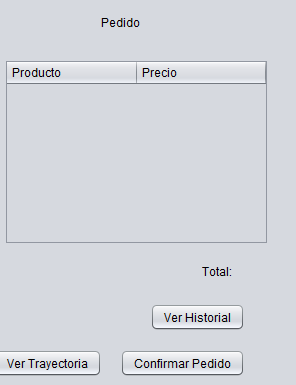 Pedido
Producto Precio
Total:
Ver Historial
Ver Trayectoria Confirmar Pedido